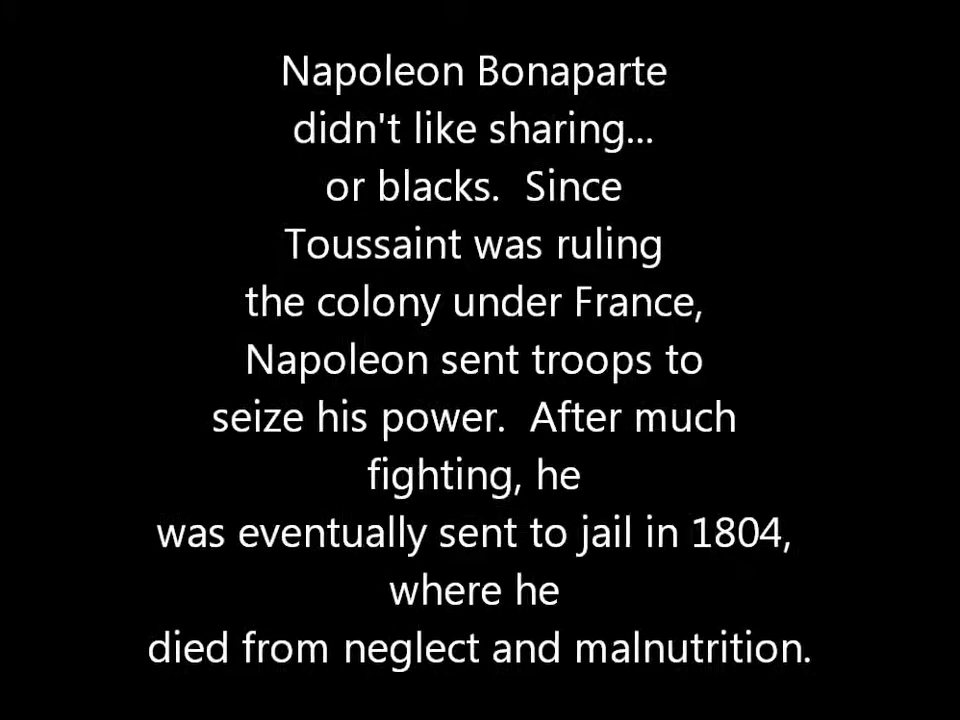 Napoleon Bonaparte
didn't like sharing...
or blacks.  Since
Toussaint was ruling
the colony under France,
Napoleon sent troops to
seize his power.  After much
fighting, he
was eventually sent to jail in 1804,
where he
died from neglect and malnutrition.